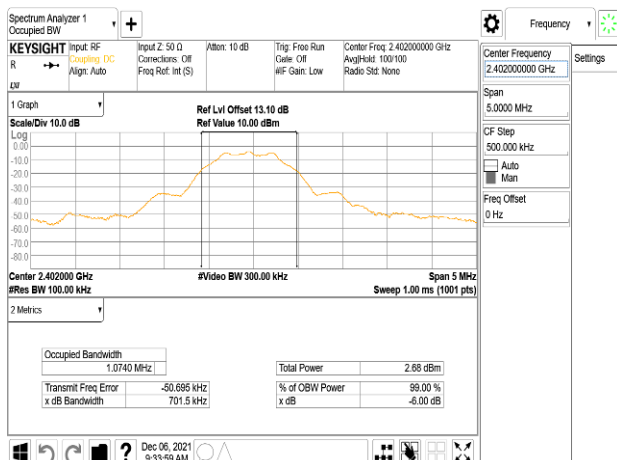 Spectrum Analyzer 1
Occupied BW
Frequency
KEYSIGHT
R
Input: RF
Coupling: DC
Align: Auto
Input Z: 50 Ω
Corrections: Off
Freq Ref: Int (S)
Atten: 10 dB
Trig: Free Run
Gate: Off
#IF Gain: Low
Center Freq: 2.402000000 GHz
Avg|Hold: 100/100
Radio Std: None
Center Frequency
2.402000000 GHz
Settings
Span
5.0000 MHz
CF Step
500.000 kHz
Auto
Man
Freq Offset
0 Hz
1 Graph
Scale/Div 10.0 dB
Ref Lvl Offset 13.10 dB
Ref Value 10.00 dBm
Log
0.00
-10.0
-20.0
-30.0
-40.0
-50.0
-60.0
-70.0
-80.0
Center 2.402000 GHz
#Res BW 100.00 kHz
#Video BW 300.00 kHz
Span 5 MHz
Sweep 1.00 ms (1001 pts)
2 Metrics
Occupied Bandwidth
1.0740 MHz
Total Power 2.68 dBm
Transmit Freq Error -50.695 kHz
% of OBW Power 99.00 %
x dB Bandwidth 701.5 kHz
x dB -6.00 dB
?
Dec 06, 2021
9:33:59 AM